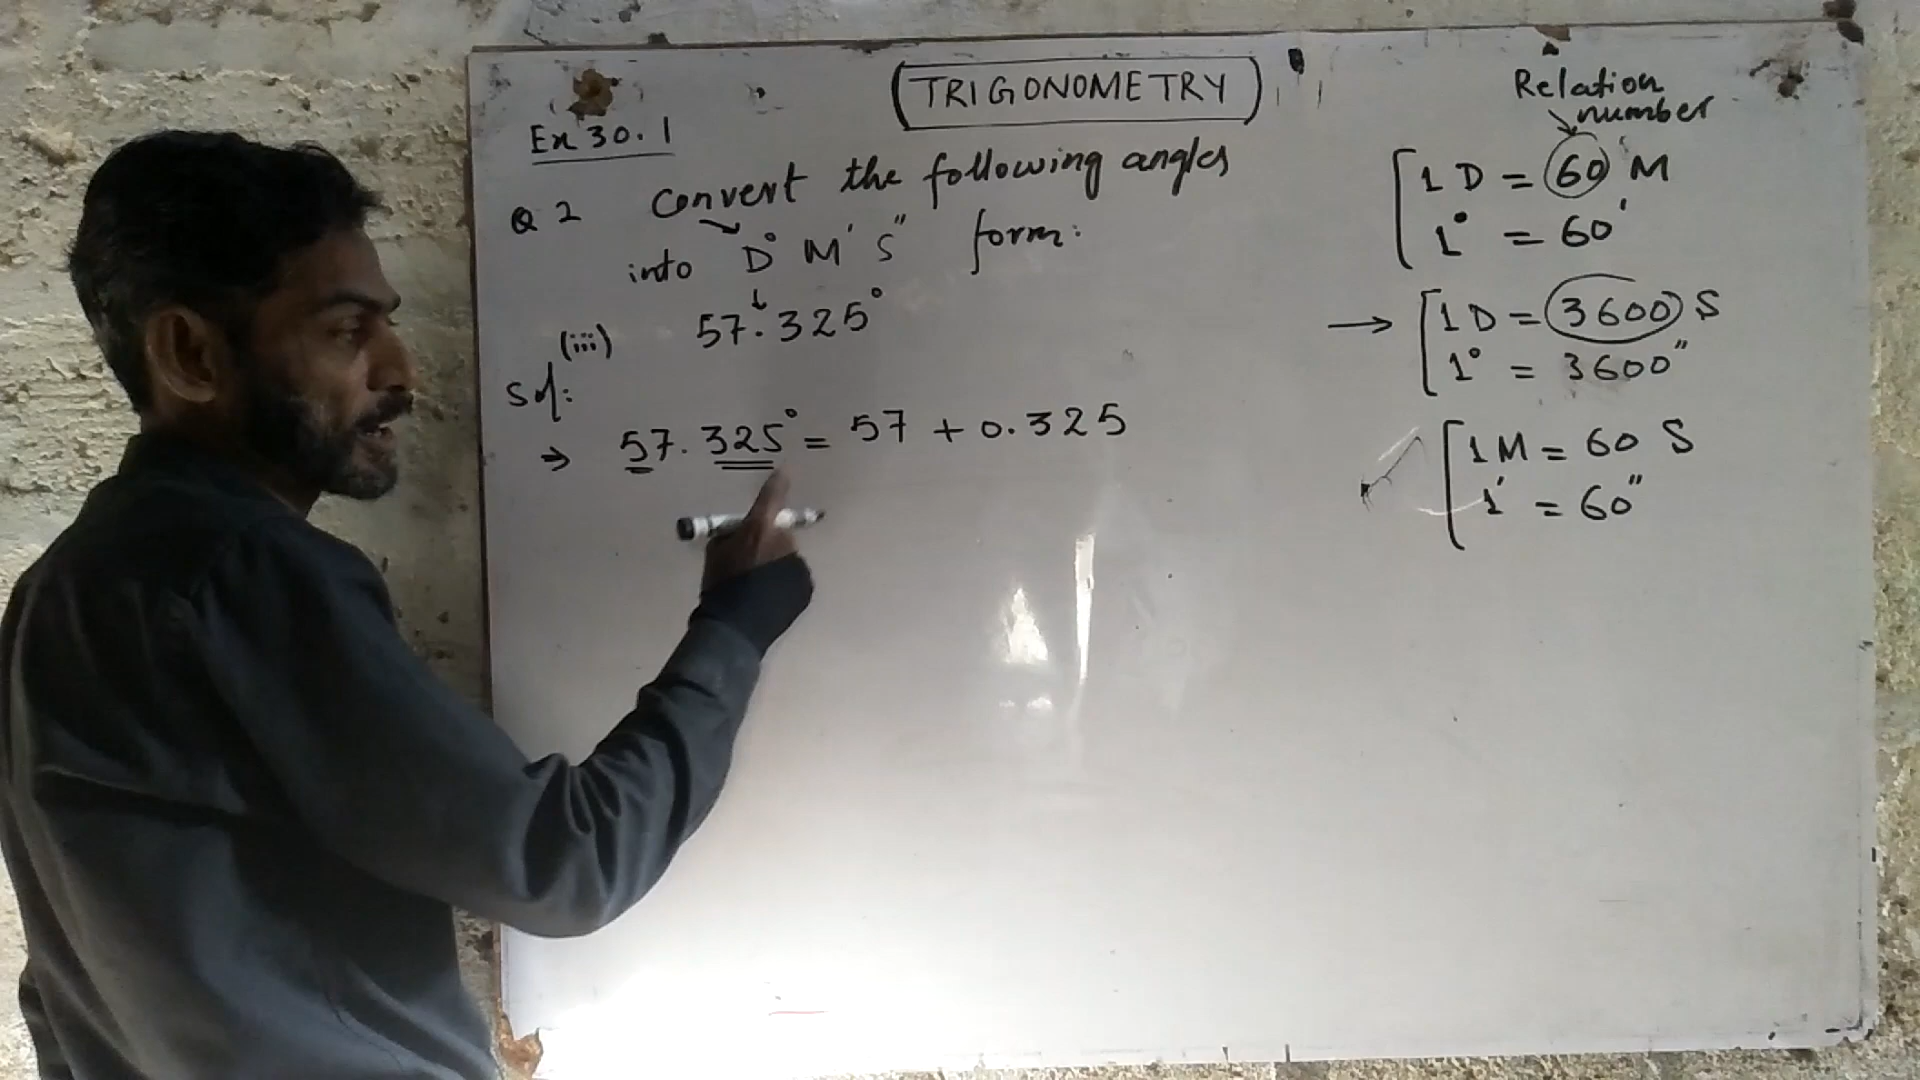 TRIGONOMETRY
Ex 30.1
Q 2 Convert the following angles
into D° M' S" form:
(iii) 57.325°
Sol:
→ 57.325° = 57 + 0.325
Relation
number
1 D = 60 M
1° = 60'
→ 1 D = 3600 S
1° = 3600"
1 M = 60 S
1' = 60"